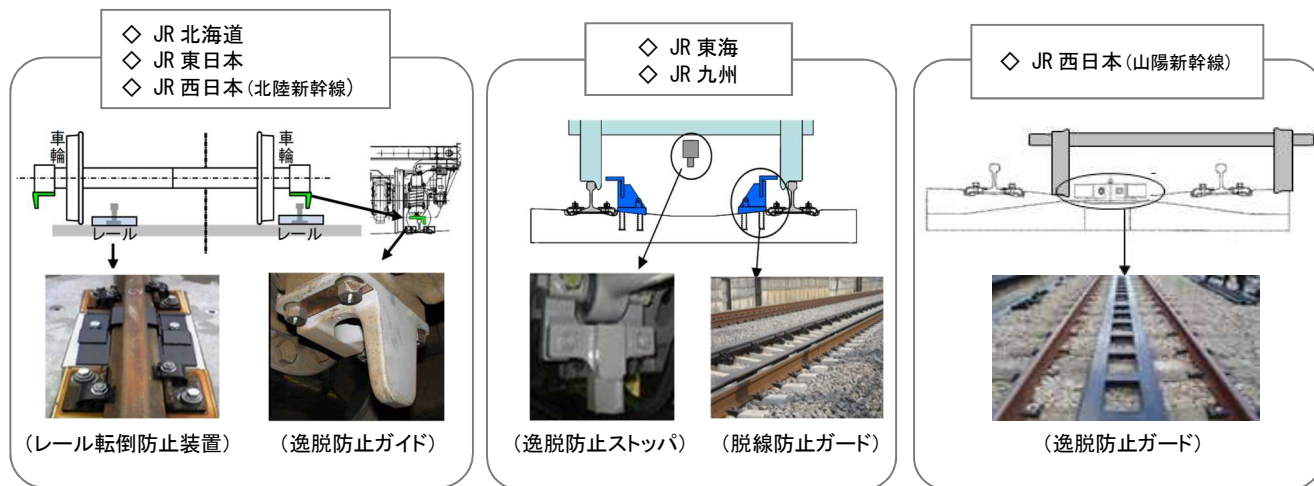 ◇ JR 北海道
◇ JR 東日本
◇ JR 西日本(北陸新幹線)
車輪
車輪
レール
レール
(レール転倒防止装置)
(逸脱防止ガイド)
◇ JR 東海
◇ JR 九州
(逸脱防止ストッパ)
(脱線防止ガード)
◇ JR 西日本(山陽新幹線)
(逸脱防止ガード)